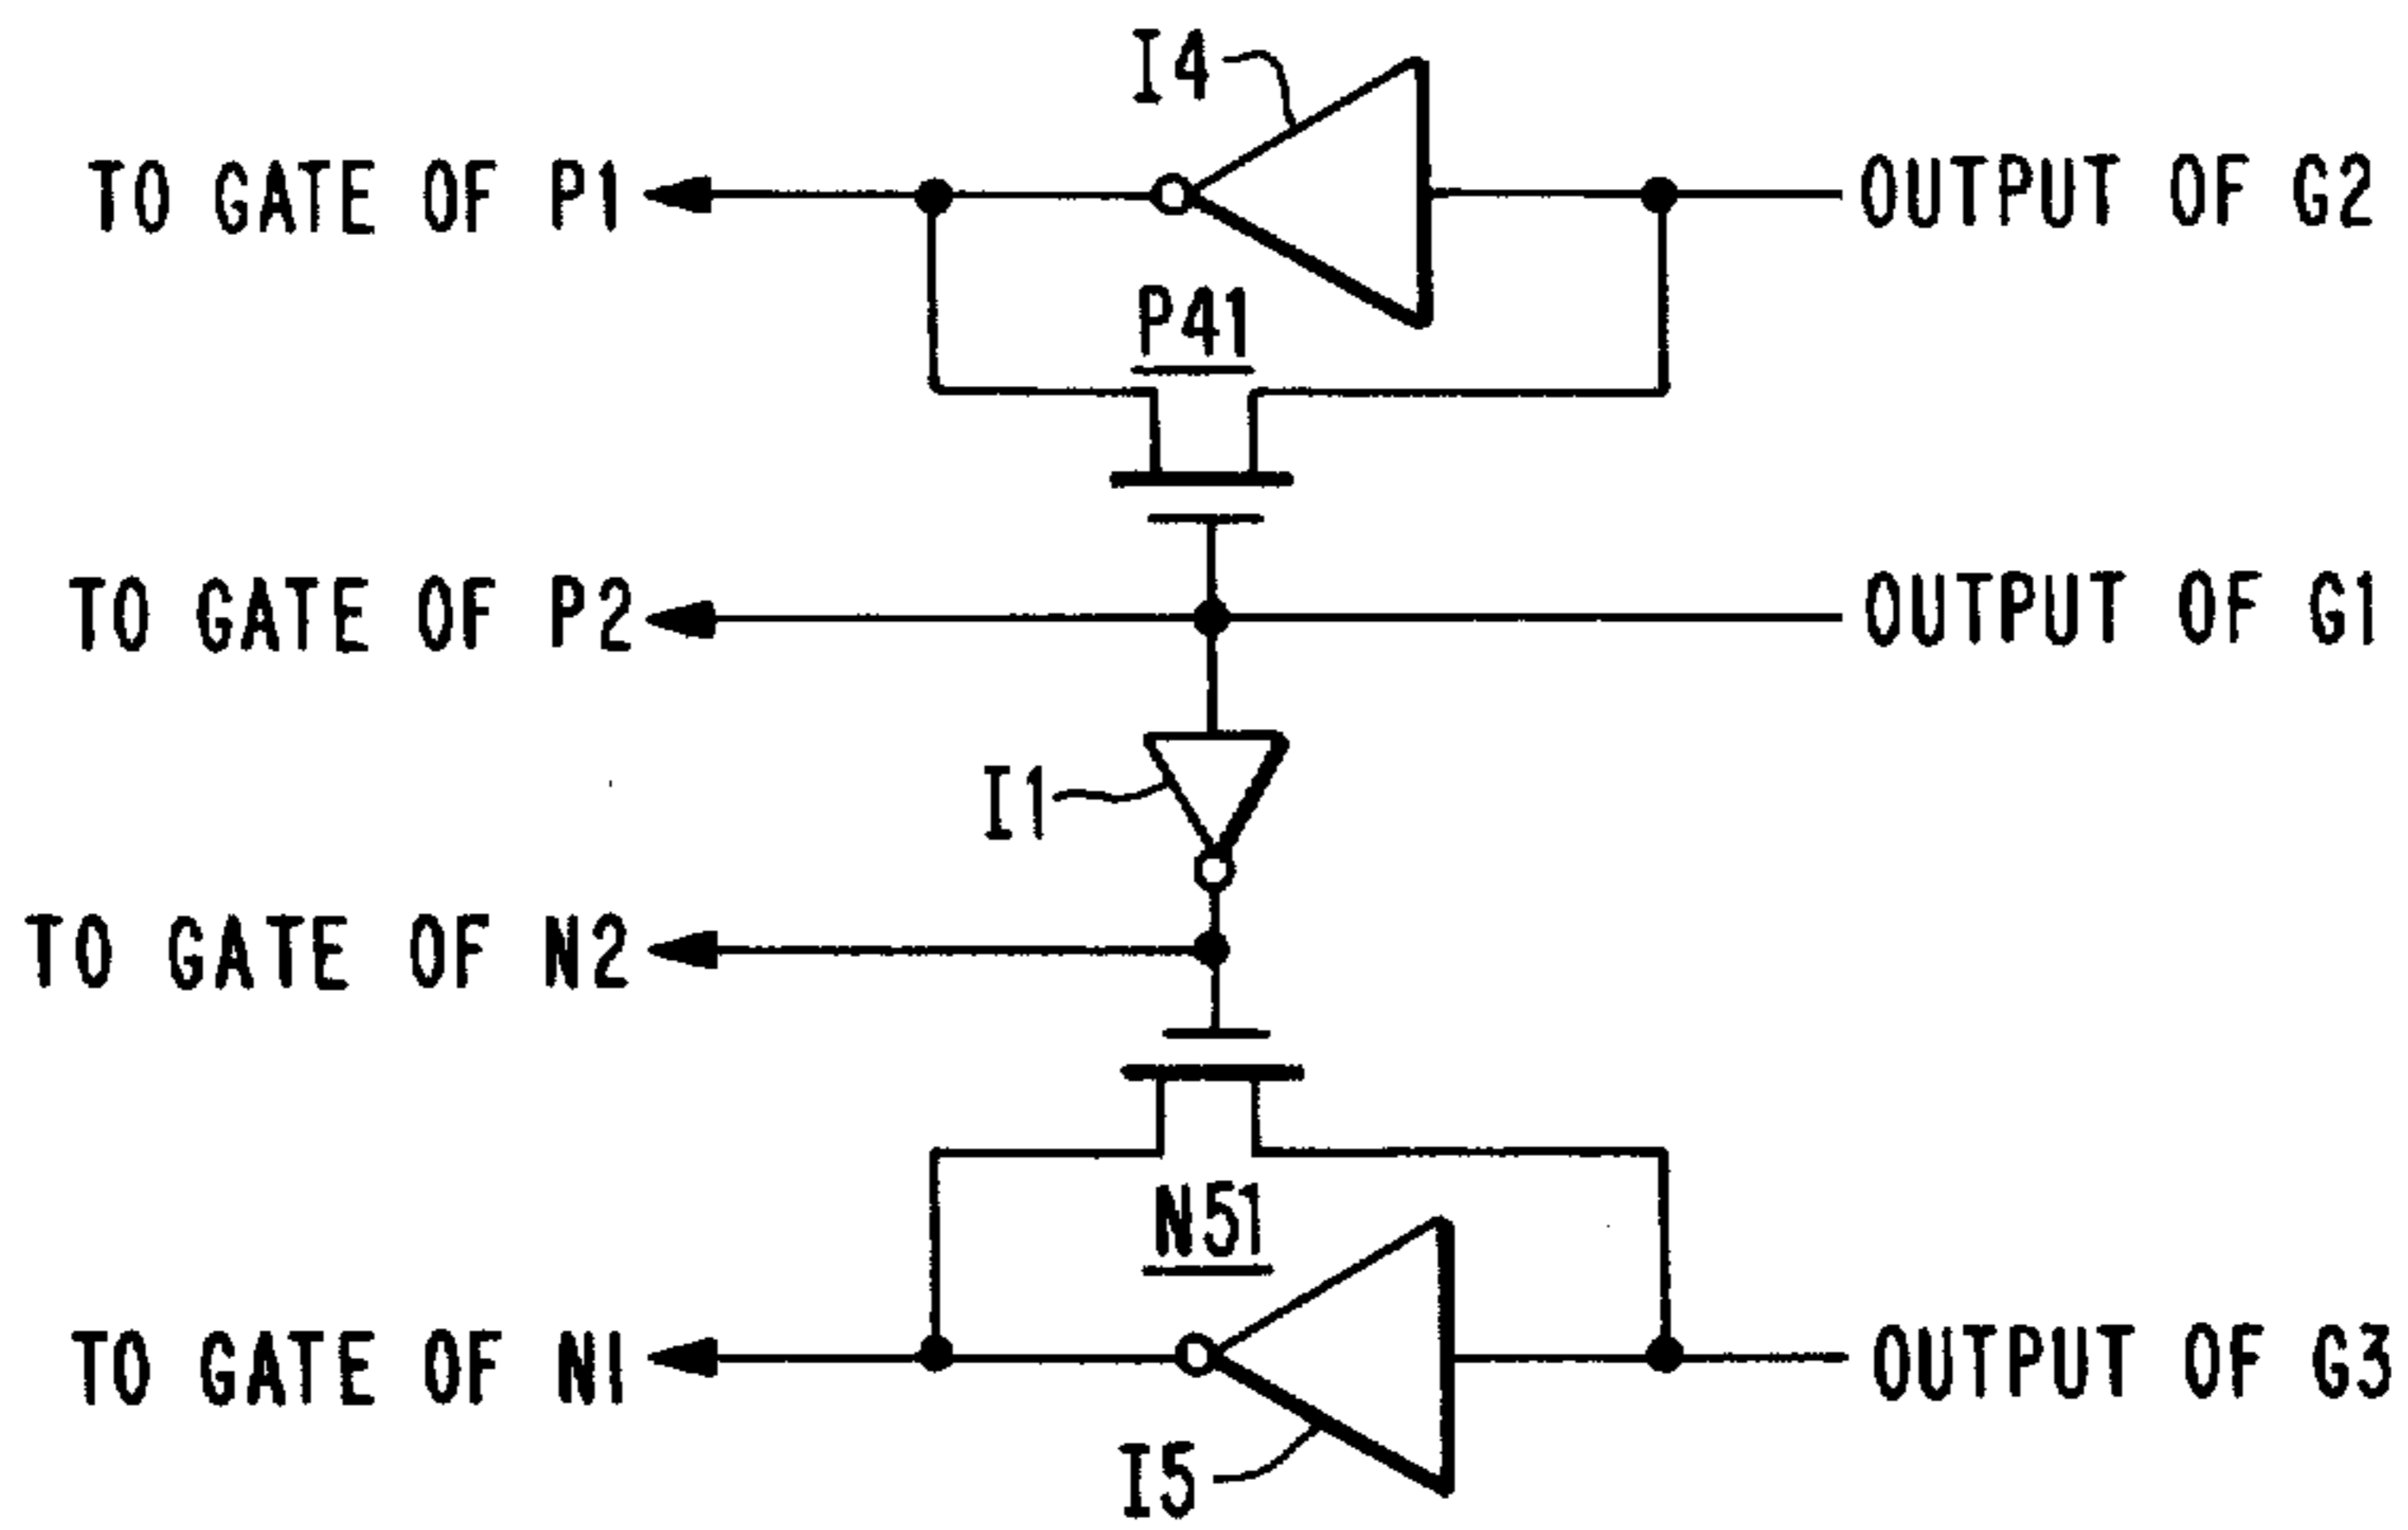 I4
TO GATE OF P1
OUTPUT OF G2
P41
TO GATE OF P2
OUTPUT OF G1
I1
TO GATE OF N2
N51
TO GATE OF N1
OUTPUT OF G3
I5